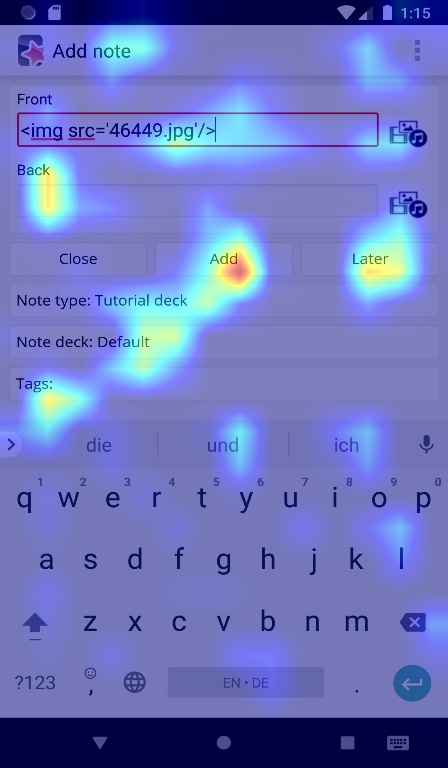 1:15
Add note
Front
<img src='46449.jpg'/>
Back
Close Add Later
Note type: Tutorial deck
Note deck: Default
Tags:
die und ich
1 2 3 4 5 6 7 8 9 0
q w e r t y u i o p
a s d f g h j k l
z x c v b n m
?123 , EN • DE .